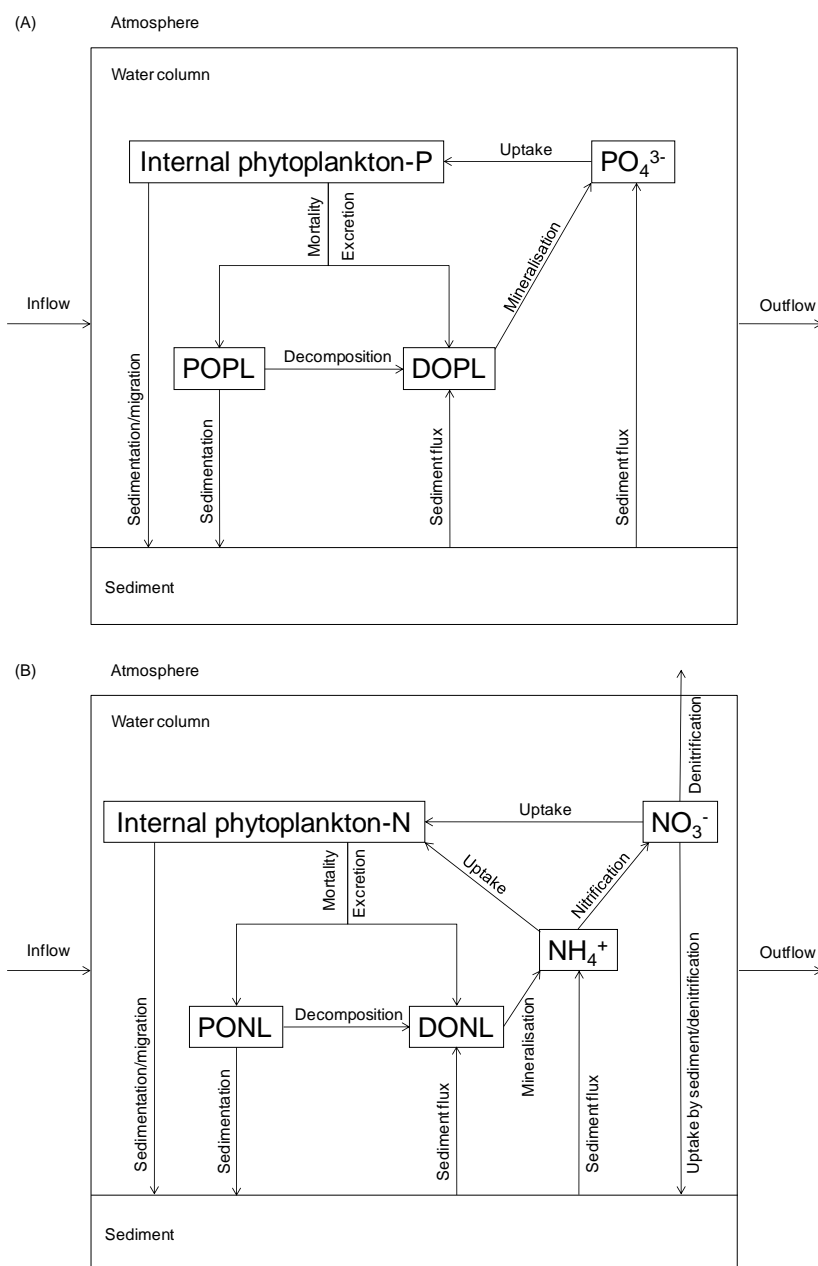 (A)
Atmosphere
Water column
Internal phytoplankton-P
Uptake
PO₄³⁻
Mortality
Excretion
Mineralisation
Inflow
Outflow
POPL
Decomposition
DOPL
Sedimentation/migration
Sedimentation
Sediment flux
Sediment flux
Sediment
(B)
Atmosphere
Water column
Denitrification
Internal phytoplankton-N
Uptake
NO₃⁻
Mortality
Excretion
Uptake
Nitrification
Inflow
NH₄⁺
Outflow
PONL
Decomposition
DONL
Mineralisation
Sedimentation/migration
Sedimentation
Sediment flux
Sediment flux
Uptake by sediment/denitrification
Sediment